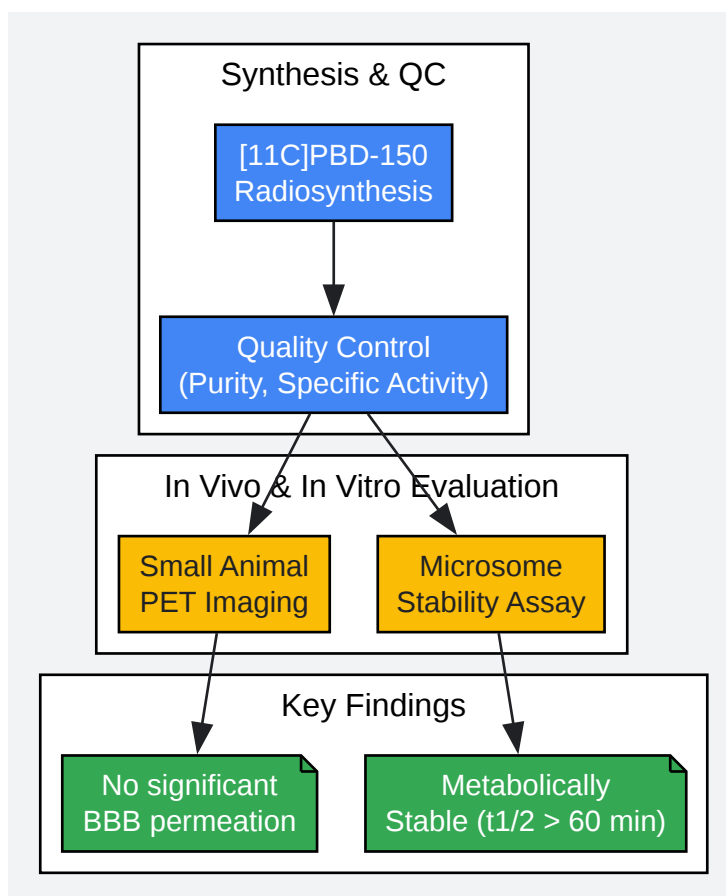 Synthesis & QC
[11C]PBD-150
Radiosynthesis
Quality Control
(Purity, Specific Activity)
In Vivo & In Vitro Evaluation
Small Animal
PET Imaging
Microsome
Stability Assay
Key Findings
No significant
BBB permeation
Metabolically
Stable (t1/2 > 60 min)